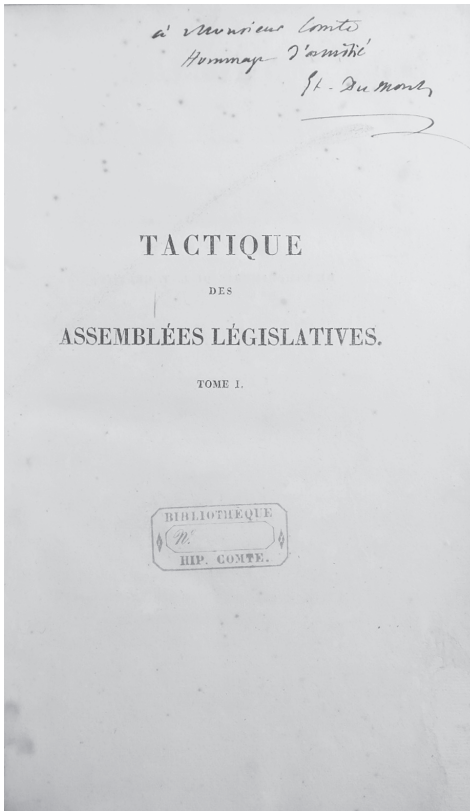 à Monsieur Comte
Hommage d'amitié
Et. Dumont
TACTIQUE
DES
ASSEMBLÉES LÉGISLATIVES.
TOME I.
BIBLIOTHÈQUE
N.°
HIP. COMTE.